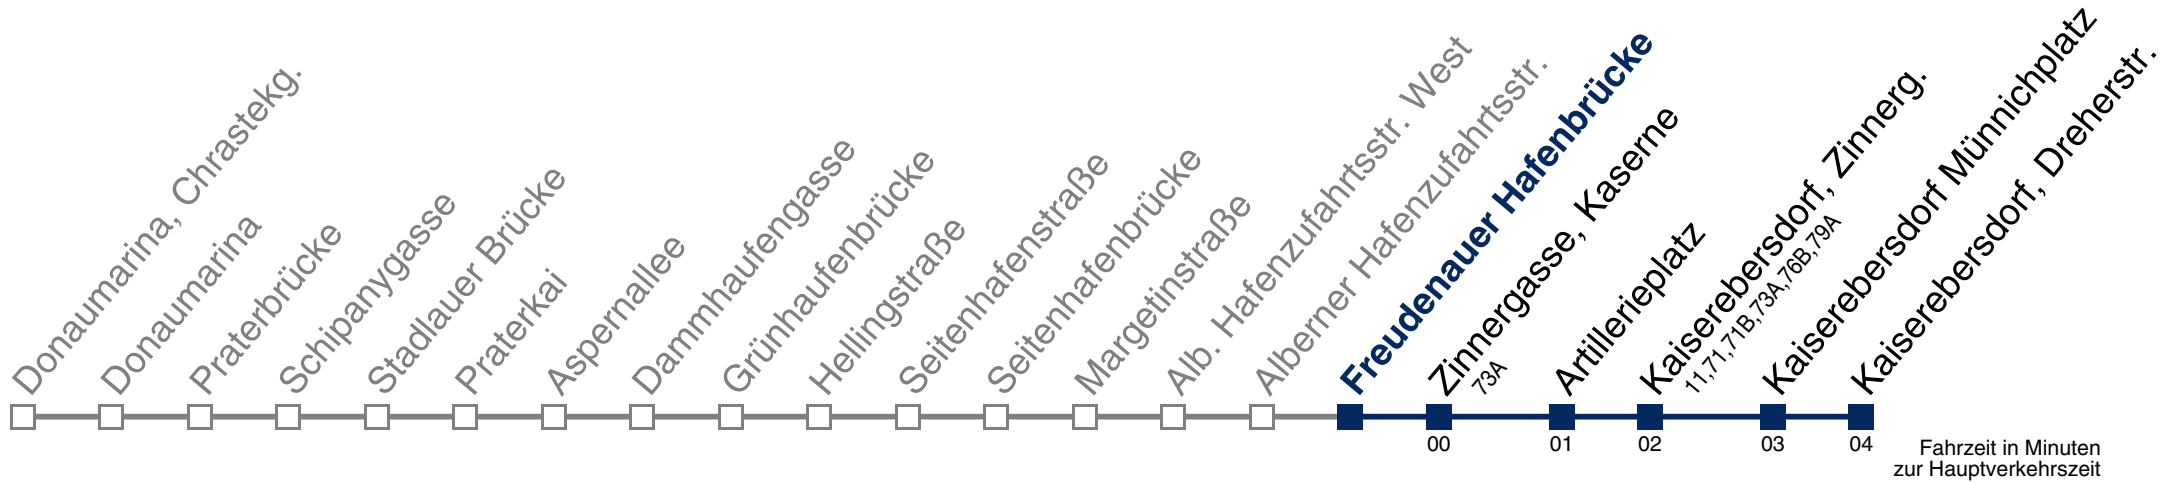 Donaumarina, Chrastekg.
Donaumarina
Praterbrücke
Schipanygasse
Stadlauer Brücke
Praterkai
Aspernallee
Dammhaufengasse
Grünhaufenbrücke
Hellingstraße
Seitenhafenstraße
Seitenhafenbrücke
Margetinstraße
Alb. Hafenzufahrtsstr. West
Alberner Hafenzufahrtsstr.
Freudenauer Hafenbrücke
Zinnergasse, Kaserne
73A
Artillerieplatz
Kaiserebersdorf, Zinnerg.
11,71,71B,73A,76B,79A
Kaiserebersdorf Münnichplatz
Kaiserebersdorf, Dreherstr.
00 01 02 03 04
Fahrzeit in Minuten
zur Hauptverkehrszeit